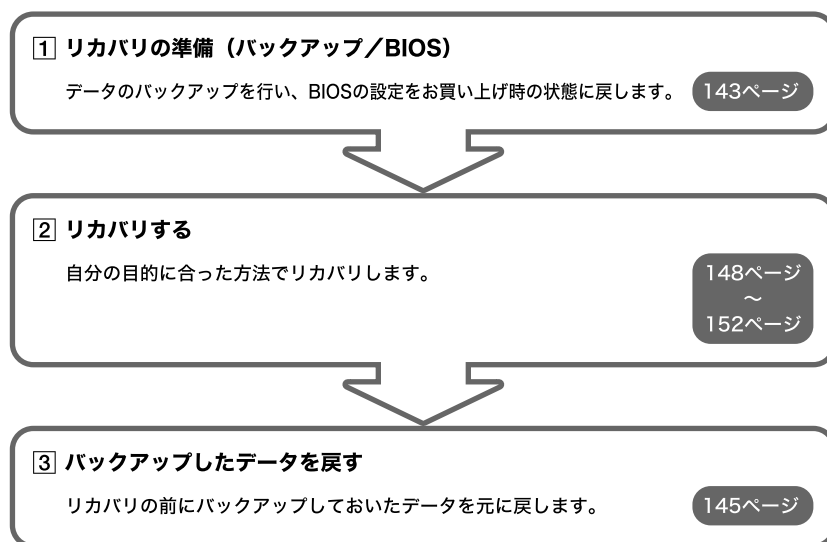 1 リカバリの準備（バックアップ／BIOS）
データのバックアップを行い、BIOSの設定をお買い上げ時の状態に戻します。 143ページ
2 リカバリする
自分の目的に合った方法でリカバリします。
148ページ
〜
152ページ
3 バックアップしたデータを戻す
リカバリの前にバックアップしておいたデータを元に戻します。 145ページ